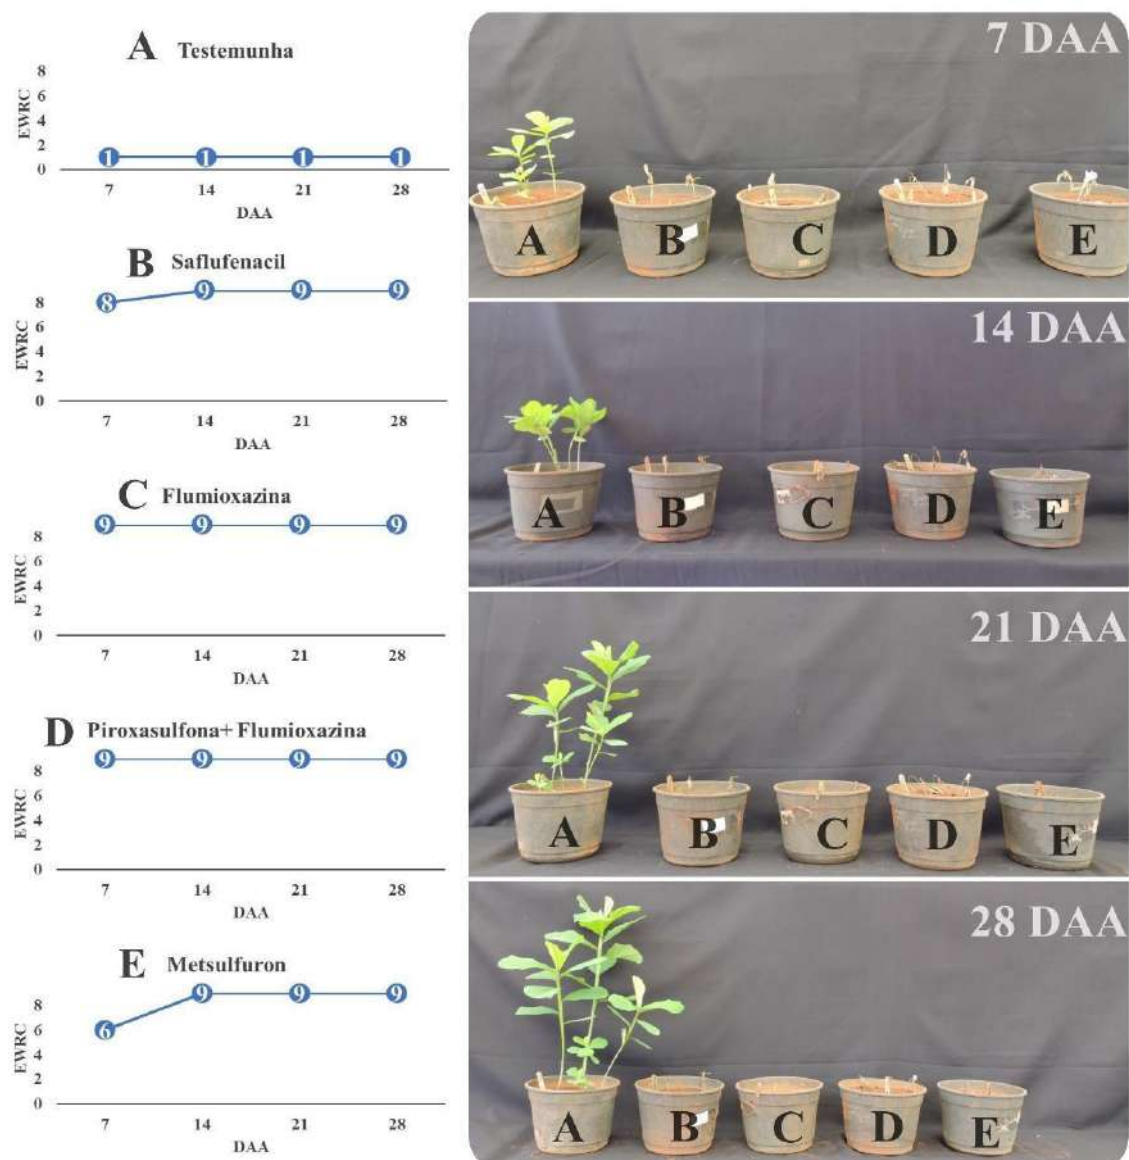 A Testemunha
8
6
4
2
0
EWRC
1 1 1 1
7 14 21 28
DAA
B Saflufenacil
8
6
4
2
0
EWRC
8 9 9 9
7 14 21 28
DAA
C Flumioxazina
8
6
4
2
0
EWRC
9 9 9 9
7 14 21 28
DAA
D Piroxasulfona+ Flumioxazina
8
6
4
2
0
EWRC
9 9 9 9
7 14 21 28
DAA
E Metsulfuron
8
6
4
2
0
EWRC
6 9 9 9
7 14 21 28
DAA
7 DAA
A B C D E
14 DAA
A B C D E
21 DAA
A B C D E
28 DAA
A B C D E